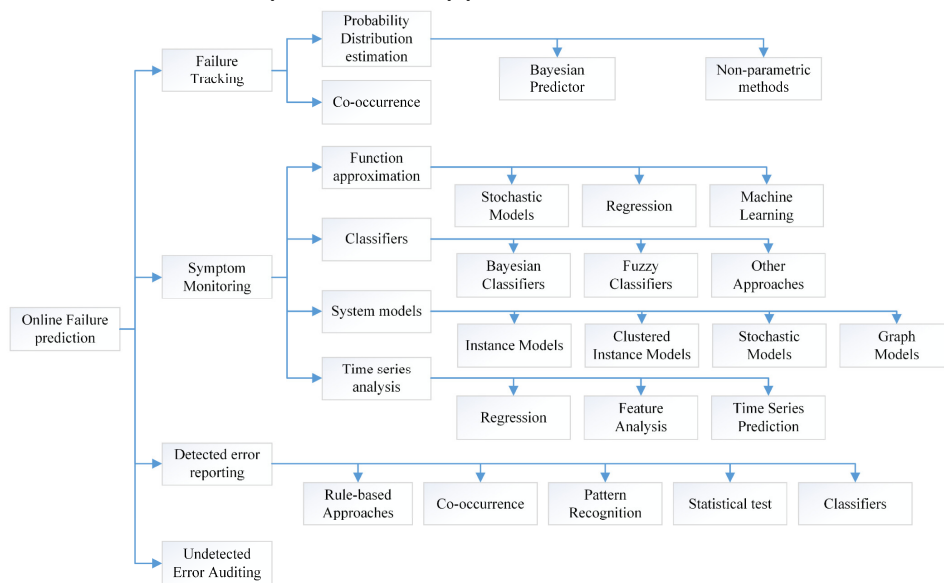 Probability
Distribution
estimation
Failure
Tracking
Bayesian
Predictor
Non-parametric
methods
Co-occurrence
Function
approximation
Stochastic
Models
Regression
Machine
Learning
Classifiers
Bayesian
Classifiers
Fuzzy
Classifiers
Other
Approaches
Symptom
Monitoring
System models
Instance Models
Clustered
Instance Models
Stochastic
Models
Graph
Models
Online Failure
prediction
Time series
analysis
Regression
Feature
Analysis
Time Series
Prediction
Detected error
reporting
Rule-based
Approaches
Co-occurrence
Pattern
Recognition
Statistical test
Classifiers
Undetected
Error Auditing